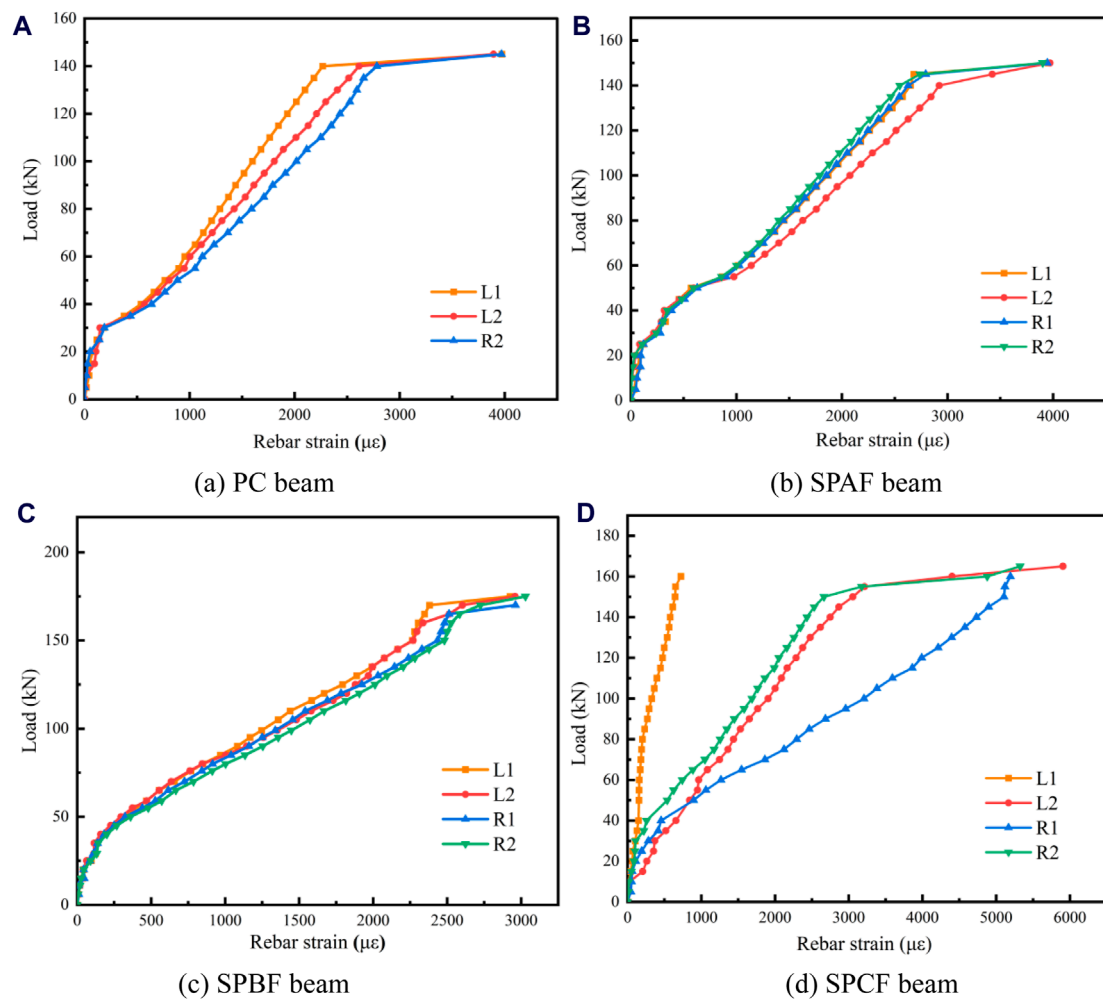 A
160
140
120
100
80
60
40
20
0
Load (kN)
L1
L2
R2
0 1000 2000 3000 4000
Rebar strain (με)
(a) PC beam
B
160
140
120
100
80
60
40
20
0
Load (kN)
L1
L2
R1
R2
0 1000 2000 3000 4000
Rebar strain (με)
(b) SPAF beam
C
200
150
100
50
0
Load (kN)
L1
L2
R1
R2
0 500 1000 1500 2000 2500 3000
Rebar strain (με)
(c) SPBF beam
D
180
160
140
120
100
80
60
40
20
0
Load (kN)
L1
L2
R1
R2
0 1000 2000 3000 4000 5000 6000
Rebar strain (με)
(d) SPCF beam